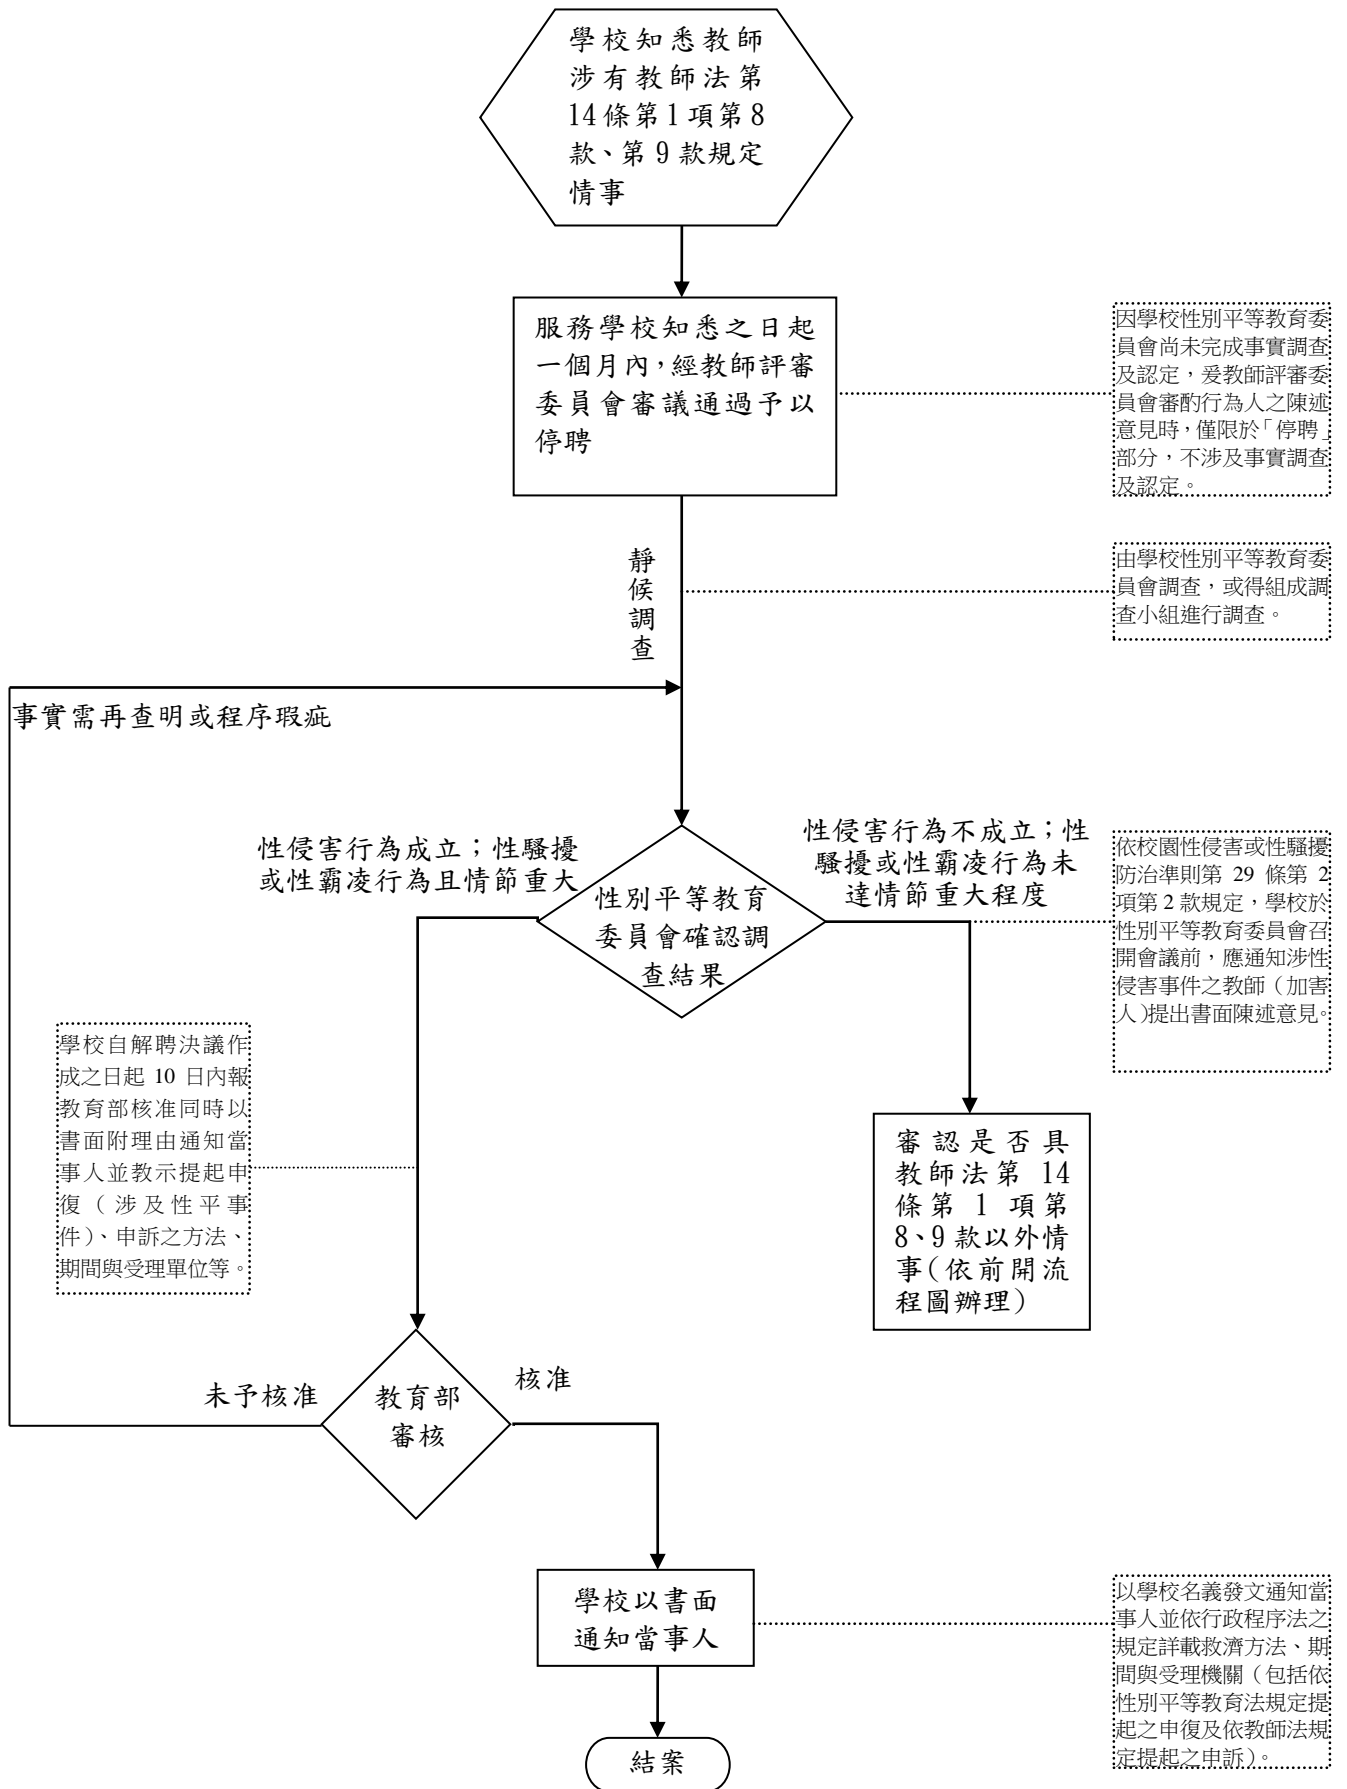 學校知悉教師
涉有教師法第
14條第1項第8
款、第9款規定
情事
服務學校知悉之日起
一個月內，經教師評審
委員會審議通過予以
停聘
因學校性別平等教育委
員會尚未完成事實調查
及認定，爰教師評審委
員會審酌行為人之陳述
意見時，僅限於「停聘」
部分，不涉及事實調查
及認定。
靜候調查
由學校性別平等教育委
員會調查，或得組成調
查小組進行調查。
事實需再查明或程序瑕疵
性侵害行為成立；性騷擾
或性霸凌行為且情節重大
性別平等教育
委員會確認調
查結果
性侵害行為不成立；性
騷擾或性霸凌行為未
達情節重大程度
依校園性侵害或性騷擾
防治準則第 29 條第 2
項第 2 款規定，學校於
性別平等教育委員會召
開會議前，應通知涉性
侵害事件之教師（加害
人）提出書面陳述意見。
學校自解聘決議作
成之日起 10 日內報
教育部核准同時以
書面附理由通知當
事人並教示提起申
復（涉及性平事
件）、申訴之方法、
期間與受理單位等。
審認是否具
教師法第 14
條第 1 項第
8、9款以外情
事（依前開流
程圖辦理）
未予核准
教育部
審核
核准
學校以書面
通知當事人
以學校名義發文通知當
事人並依行政程序法之
規定詳載救濟方法、期
間與受理機關（包括依
性別平等教育法規定提
起之申復及依教師法規
定提起之申訴）。
結案